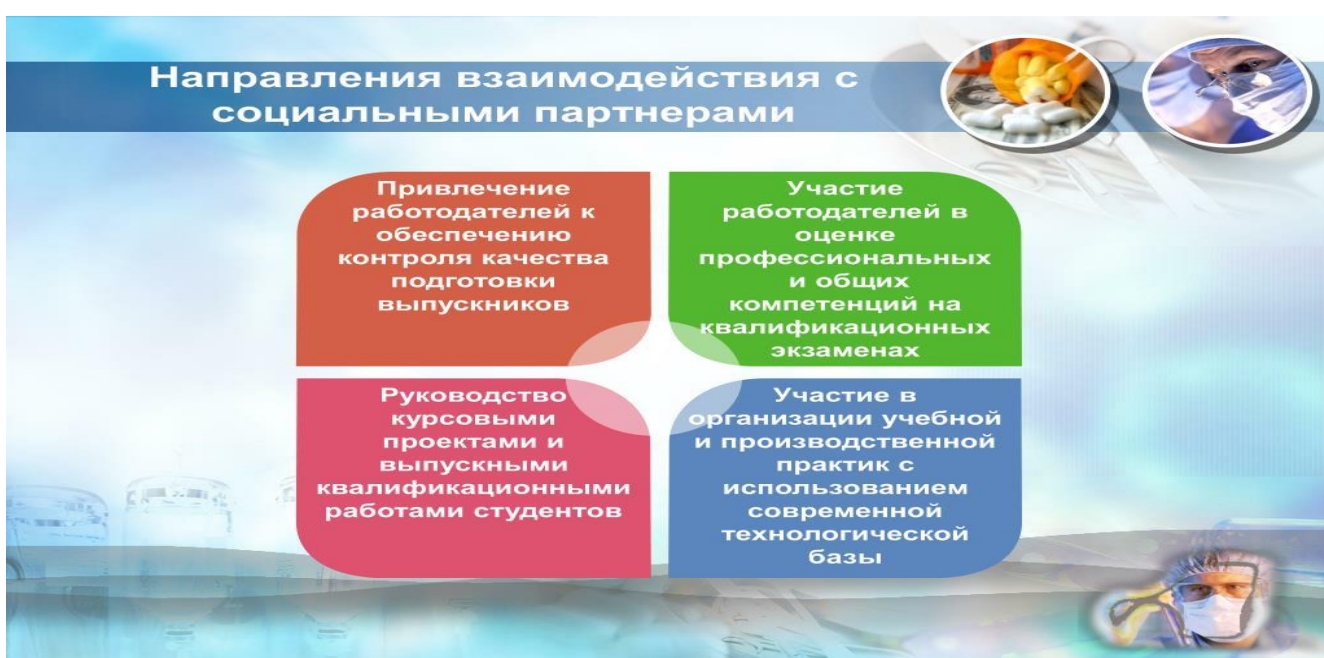 Направления взаимодействия с
социальными партнерами
Привлечение
работодателей к
обеспечению
контроля качества
подготовки
выпускников
Участие
работодателей в
оценке
профессиональных
и общих
компетенций на
квалификационных
экзаменах
Руководство
курсовыми
проектами и
выпускными
квалификационными
работами студентов
Участие в
организации учебной
и производственной
практик с
использованием
современной
технологической
базы